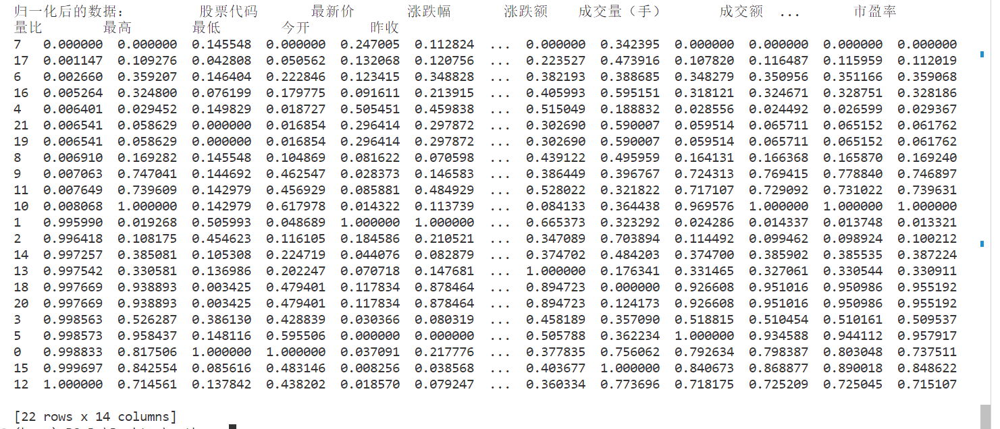 归一化后的数据: 股票代码 最新价 涨跌幅 涨跌额 成交量（手） 成交额 ... 市盈率
量比 最高 最低 今开 昨收
7 0.000000 0.000000 0.145548 0.000000 0.247005 0.112824 ... 0.000000 0.342395 0.000000 0.000000 0.000000 0.000000
17 0.001147 0.109276 0.042808 0.050562 0.132068 0.120756 ... 0.223527 0.473916 0.107820 0.116487 0.115959 0.112019
6 0.002660 0.359207 0.146404 0.222846 0.123415 0.348828 ... 0.382193 0.388685 0.348279 0.350956 0.351166 0.359068
16 0.005264 0.324800 0.076199 0.179775 0.091611 0.213915 ... 0.405993 0.595151 0.318121 0.324671 0.328751 0.328186
4 0.006401 0.029452 0.149829 0.018727 0.505451 0.459838 ... 0.515049 0.188832 0.028556 0.024492 0.026599 0.029367
21 0.006541 0.058629 0.000000 0.016854 0.296414 0.297872 ... 0.302690 0.590007 0.059514 0.065711 0.065152 0.061762
19 0.006541 0.058629 0.000000 0.016854 0.296414 0.297872 ... 0.302690 0.590007 0.059514 0.065711 0.065152 0.061762
8 0.006910 0.169282 0.145548 0.104869 0.081622 0.070598 ... 0.439122 0.495959 0.164131 0.166368 0.165870 0.169240
9 0.007063 0.747041 0.144692 0.462547 0.028373 0.146583 ... 0.386449 0.396767 0.724313 0.769415 0.778840 0.746897
11 0.007649 0.739609 0.142979 0.456929 0.085881 0.484929 ... 0.528022 0.321822 0.717107 0.729092 0.731022 0.739631
10 0.008068 1.000000 0.142979 0.617978 0.014322 0.113739 ... 0.084133 0.364438 0.969576 1.000000 1.000000 1.000000
1 0.995990 0.019268 0.505993 0.048689 1.000000 1.000000 ... 0.665373 0.323292 0.024286 0.014337 0.013748 0.013321
2 0.996418 0.108175 0.454623 0.116105 0.184586 0.210521 ... 0.347089 0.703894 0.114492 0.099462 0.098924 0.100212
14 0.997257 0.385081 0.105308 0.224719 0.044076 0.082879 ... 0.374702 0.484203 0.374700 0.385902 0.385535 0.387224
13 0.997542 0.330581 0.136986 0.202247 0.070718 0.147681 ... 1.000000 0.176341 0.331465 0.327061 0.330544 0.330911
18 0.997669 0.938893 0.003425 0.479401 0.117834 0.878464 ... 0.894723 0.000000 0.926608 0.951016 0.950986 0.955192
20 0.997669 0.938893 0.003425 0.479401 0.117834 0.878464 ... 0.894723 0.124173 0.926608 0.951016 0.950986 0.955192
3 0.998563 0.526287 0.386130 0.428839 0.030366 0.080319 ... 0.458189 0.357090 0.518815 0.510454 0.510161 0.509537
5 0.998573 0.958437 0.148116 0.595506 0.000000 0.000000 ... 0.505788 0.362234 1.000000 0.934588 0.944112 0.957917
0 0.998833 0.817506 1.000000 1.000000 0.037091 0.217776 ... 0.377835 0.756062 0.792634 0.798387 0.803048 0.737511
15 0.999697 0.842554 0.085616 0.483146 0.008256 0.038568 ... 0.403677 1.000000 0.840673 0.868877 0.890018 0.848622
12 1.000000 0.714561 0.137842 0.438202 0.018570 0.079247 ... 0.360334 0.773696 0.718175 0.725209 0.725045 0.715107
[22 rows x 14 columns]